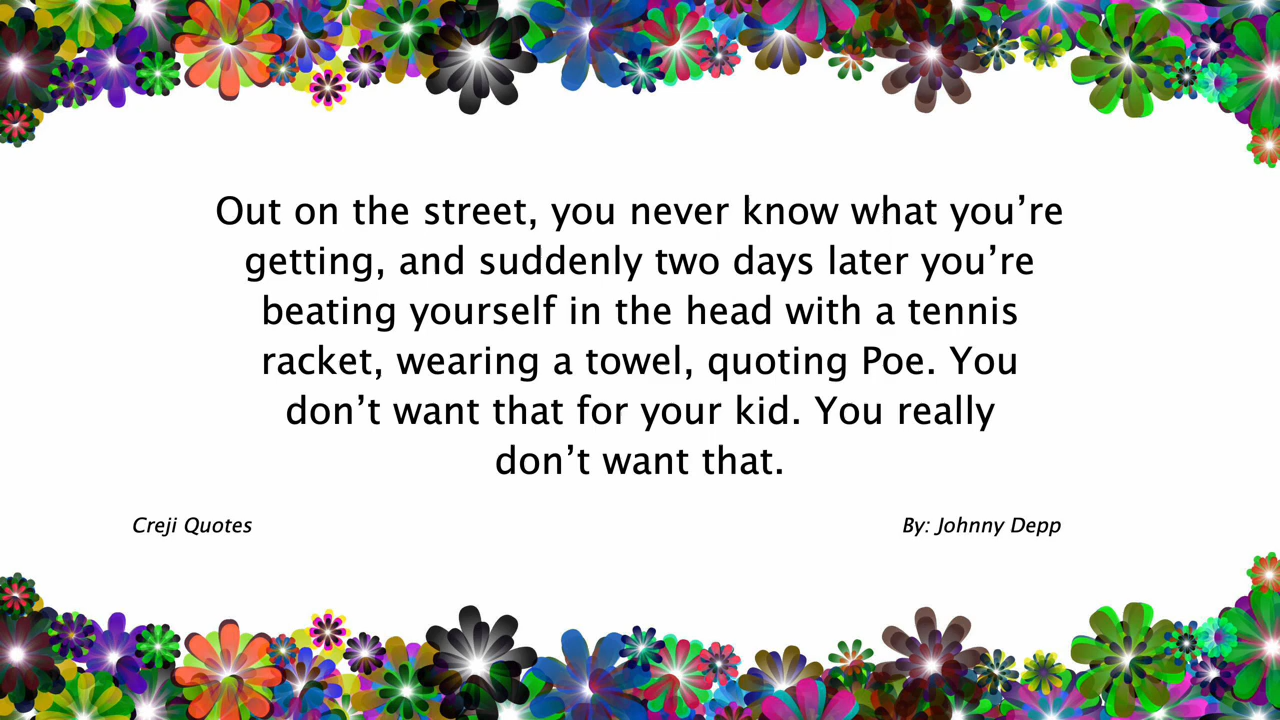 Out on the street, you never know what you’re
getting, and suddenly two days later you’re
beating yourself in the head with a tennis
racket, wearing a towel, quoting Poe. You
don’t want that for your kid. You really
don’t want that.
Creji Quotes
By: Johnny Depp